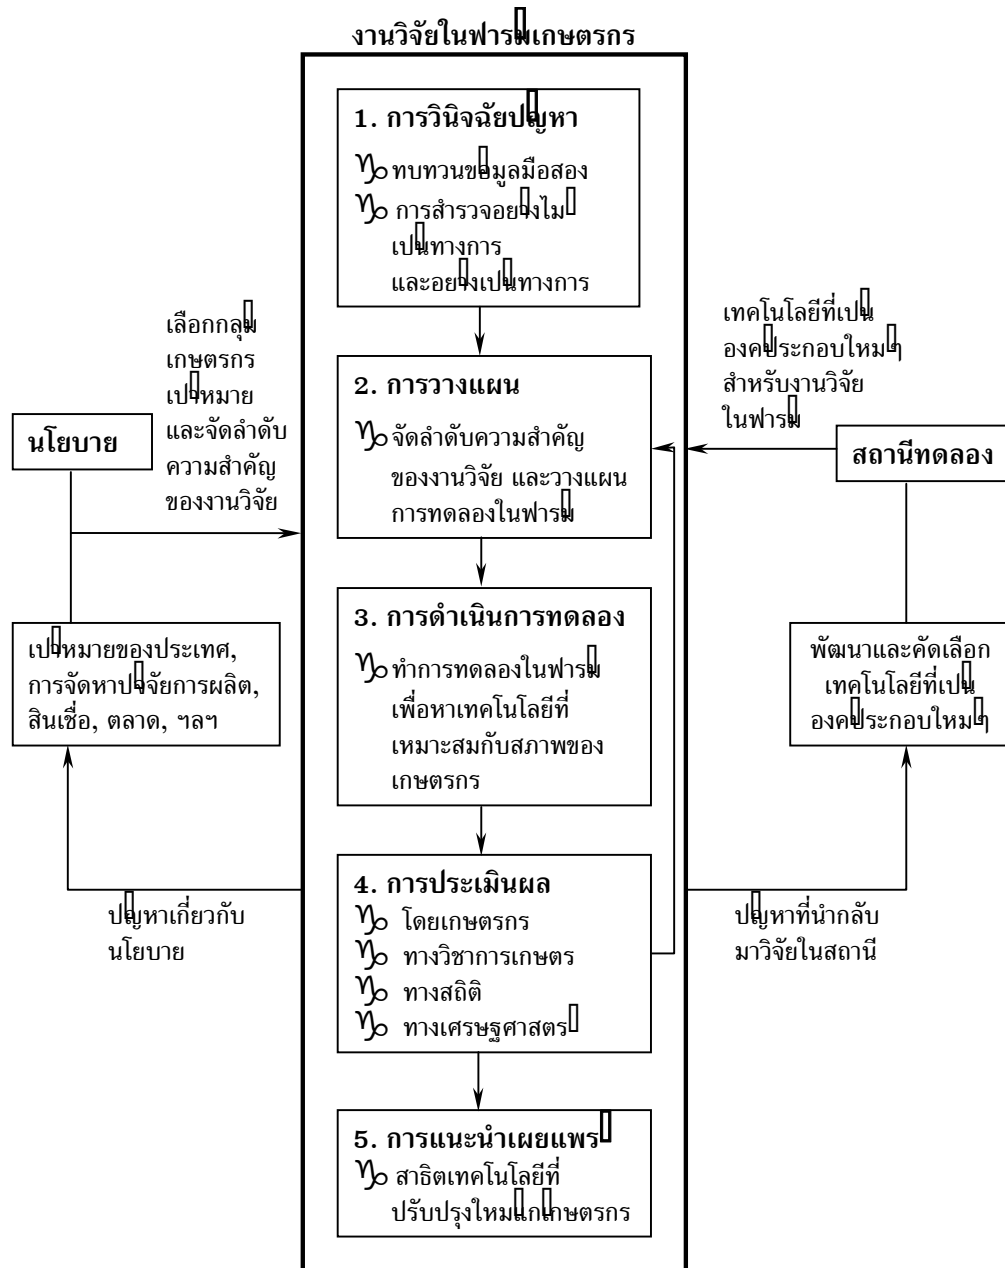 งานวิจัยในฟาร์มเกษตรกร
1. การวินิจฉัยปัญหา
ทบทวนข้อมูลมือสอง
การสำรวจอย่างไม่
เป็นทางการ
และอย่างเป็นทางการ
เลือกกลุ่ม
เกษตรกร
เป้าหมาย
และจัดลำดับ
ความสำคัญ
ของงานวิจัย
เทคโนโลยีที่เป็น
องค์ประกอบใหม่ๆ
สำหรับงานวิจัย
ในฟาร์ม
2. การวางแผน
จัดลำดับความสำคัญ
ของงานวิจัย และวางแผน
การทดลองในฟาร์ม
นโยบาย
สถานีทดลอง
3. การดำเนินการทดลอง
ทำการทดลองในฟาร์ม
เพื่อหาเทคโนโลยีที่
เหมาะสมกับสภาพของ
เกษตรกร
เป้าหมายของประเทศ,
การจัดหาปัจจัยการผลิต,
สินเชื่อ, ตลาด, ฯลฯ
พัฒนาและคัดเลือก
เทคโนโลยีที่เป็น
องค์ประกอบใหม่ๆ
4. การประเมินผล
โดยเกษตรกร
ทางวิชาการเกษตร
ทางสถิติ
ทางเศรษฐศาสตร์
ปัญหาเกี่ยวกับ
นโยบาย
ปัญหาที่นำกลับ
มาวิจัยในสถานี
5. การแนะนำเผยแพร่
สาธิตเทคโนโลยีที่
ปรับปรุงใหม่แก่เกษตรกร